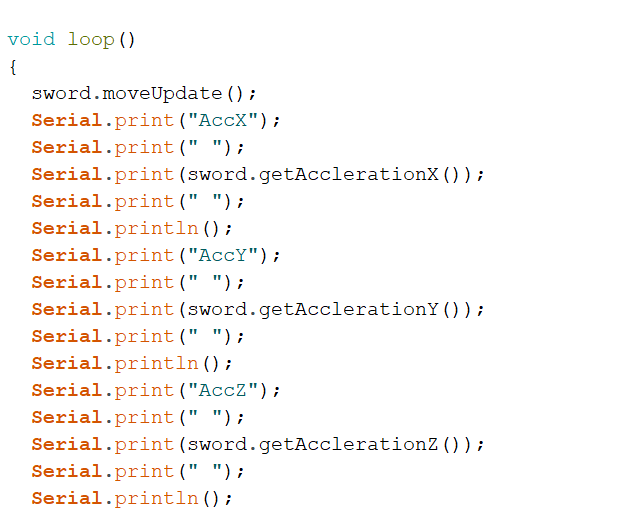 void loop()
{
  sword.moveUpdate();
  Serial.print("AccX");
  Serial.print(" ");
  Serial.print(sword.getAcclerationX());
  Serial.print(" ");
  Serial.println();
  Serial.print("AccY");
  Serial.print(" ");
  Serial.print(sword.getAcclerationY());
  Serial.print(" ");
  Serial.println();
  Serial.print("AccZ");
  Serial.print(" ");
  Serial.print(sword.getAcclerationZ());
  Serial.print(" ");
  Serial.println();